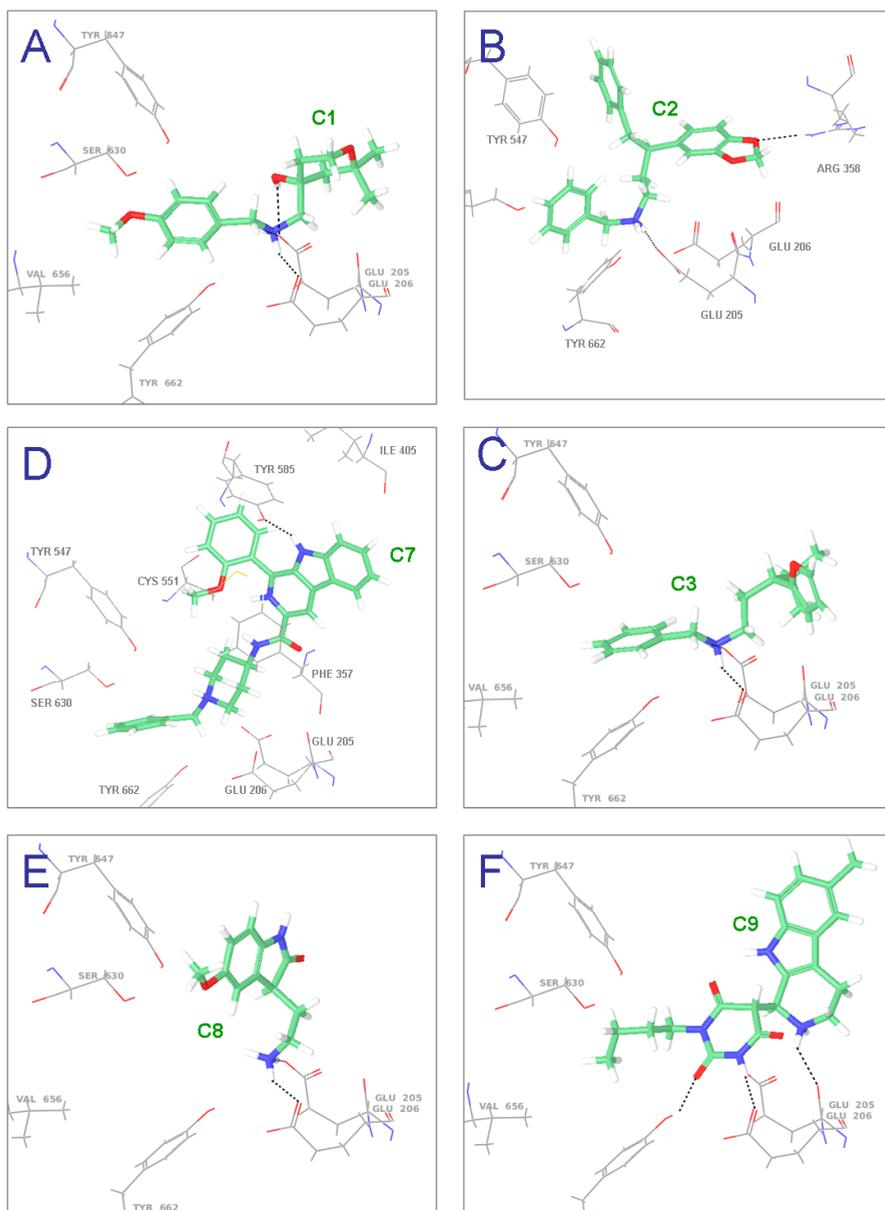 A
TYR 547
C1
SER 630
VAL 656
GLU 205
GLU 206
TYR 662
B
C2
TYR 547
ARG 358
GLU 206
GLU 205
TYR 662
D
ILE 405
TYR 585
C7
TYR 547
CYS 551
PHE 357
SER 630
GLU 205
TYR 662
GLU 206
C
TYR 547
SER 630
C3
VAL 656
GLU 205
GLU 206
TYR 662
E
TYR 547
SER 630
C8
VAL 656
GLU 205
GLU 206
TYR 662
F
TYR 547
C9
SER 630
VAL 656
GLU 205
GLU 206